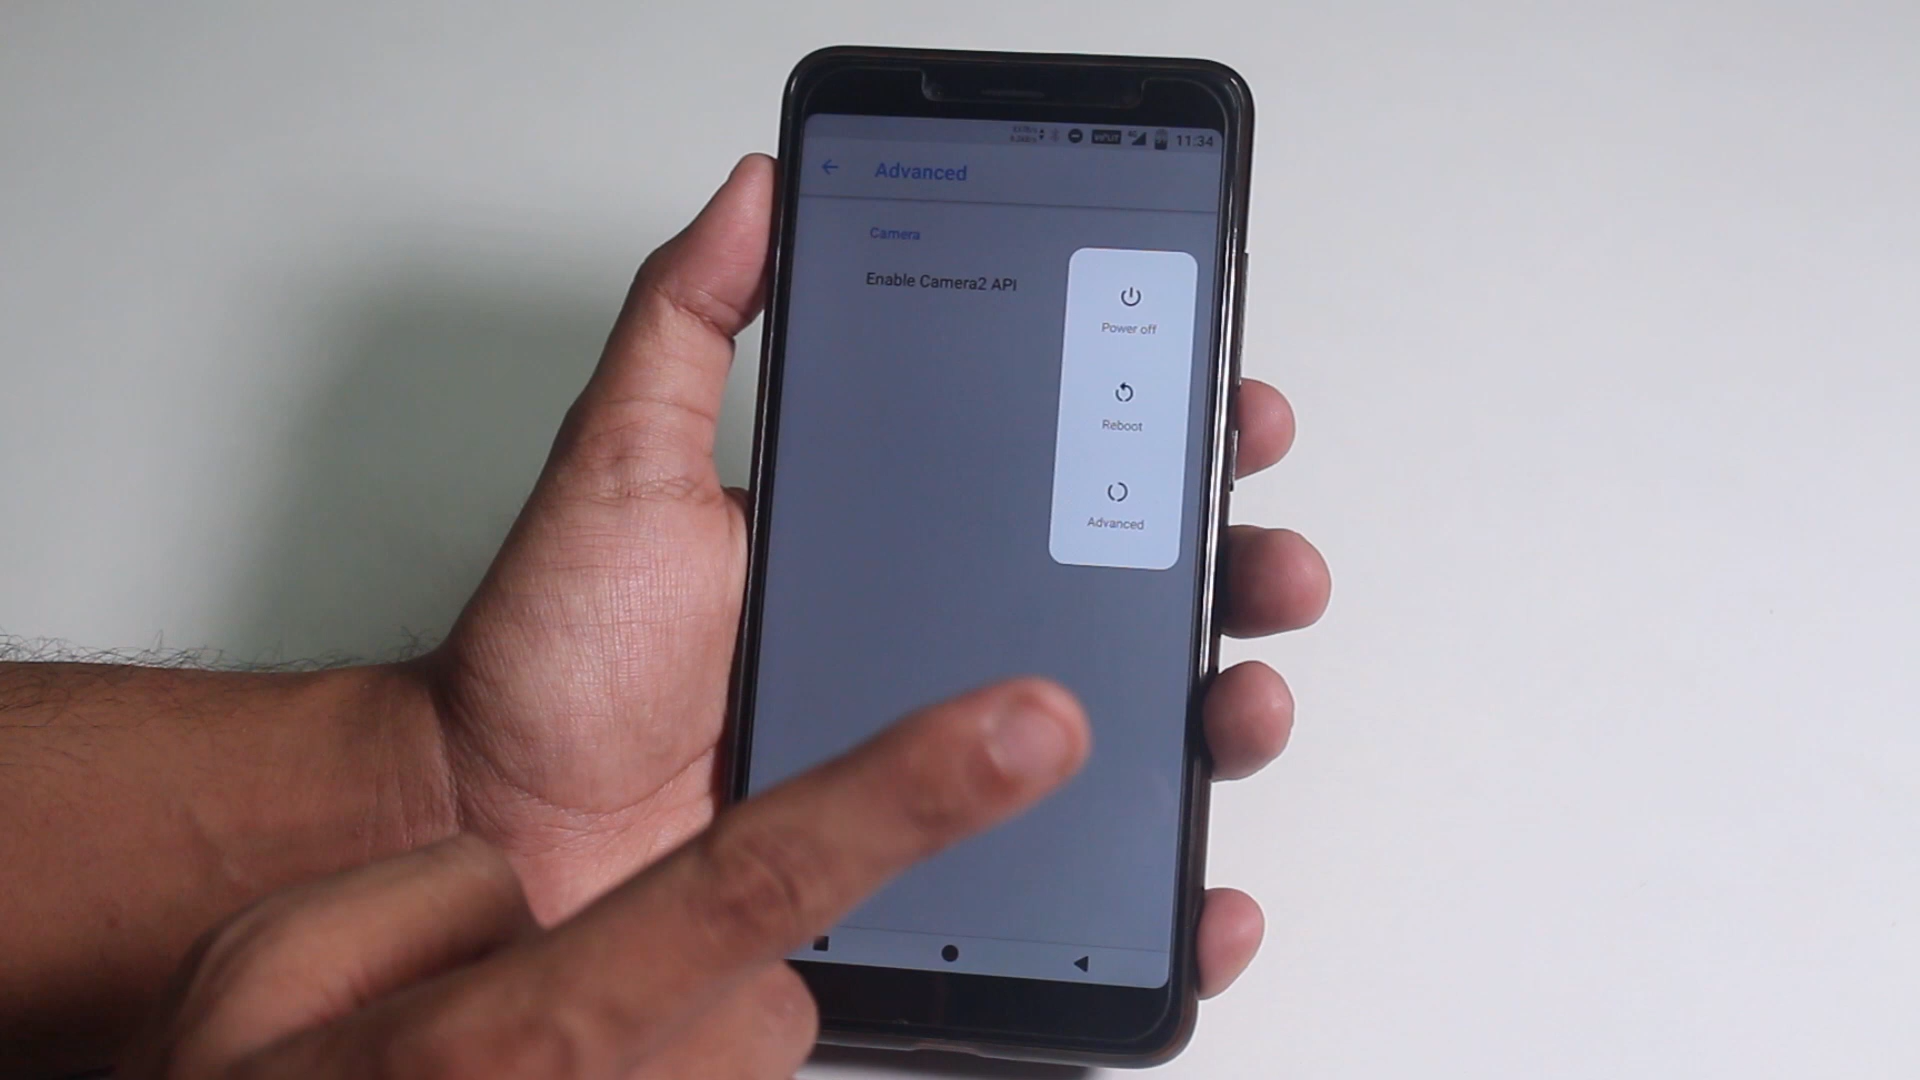 11:34
Advanced
Camera
Enable Camera2 API
Power off
Reboot
Advanced